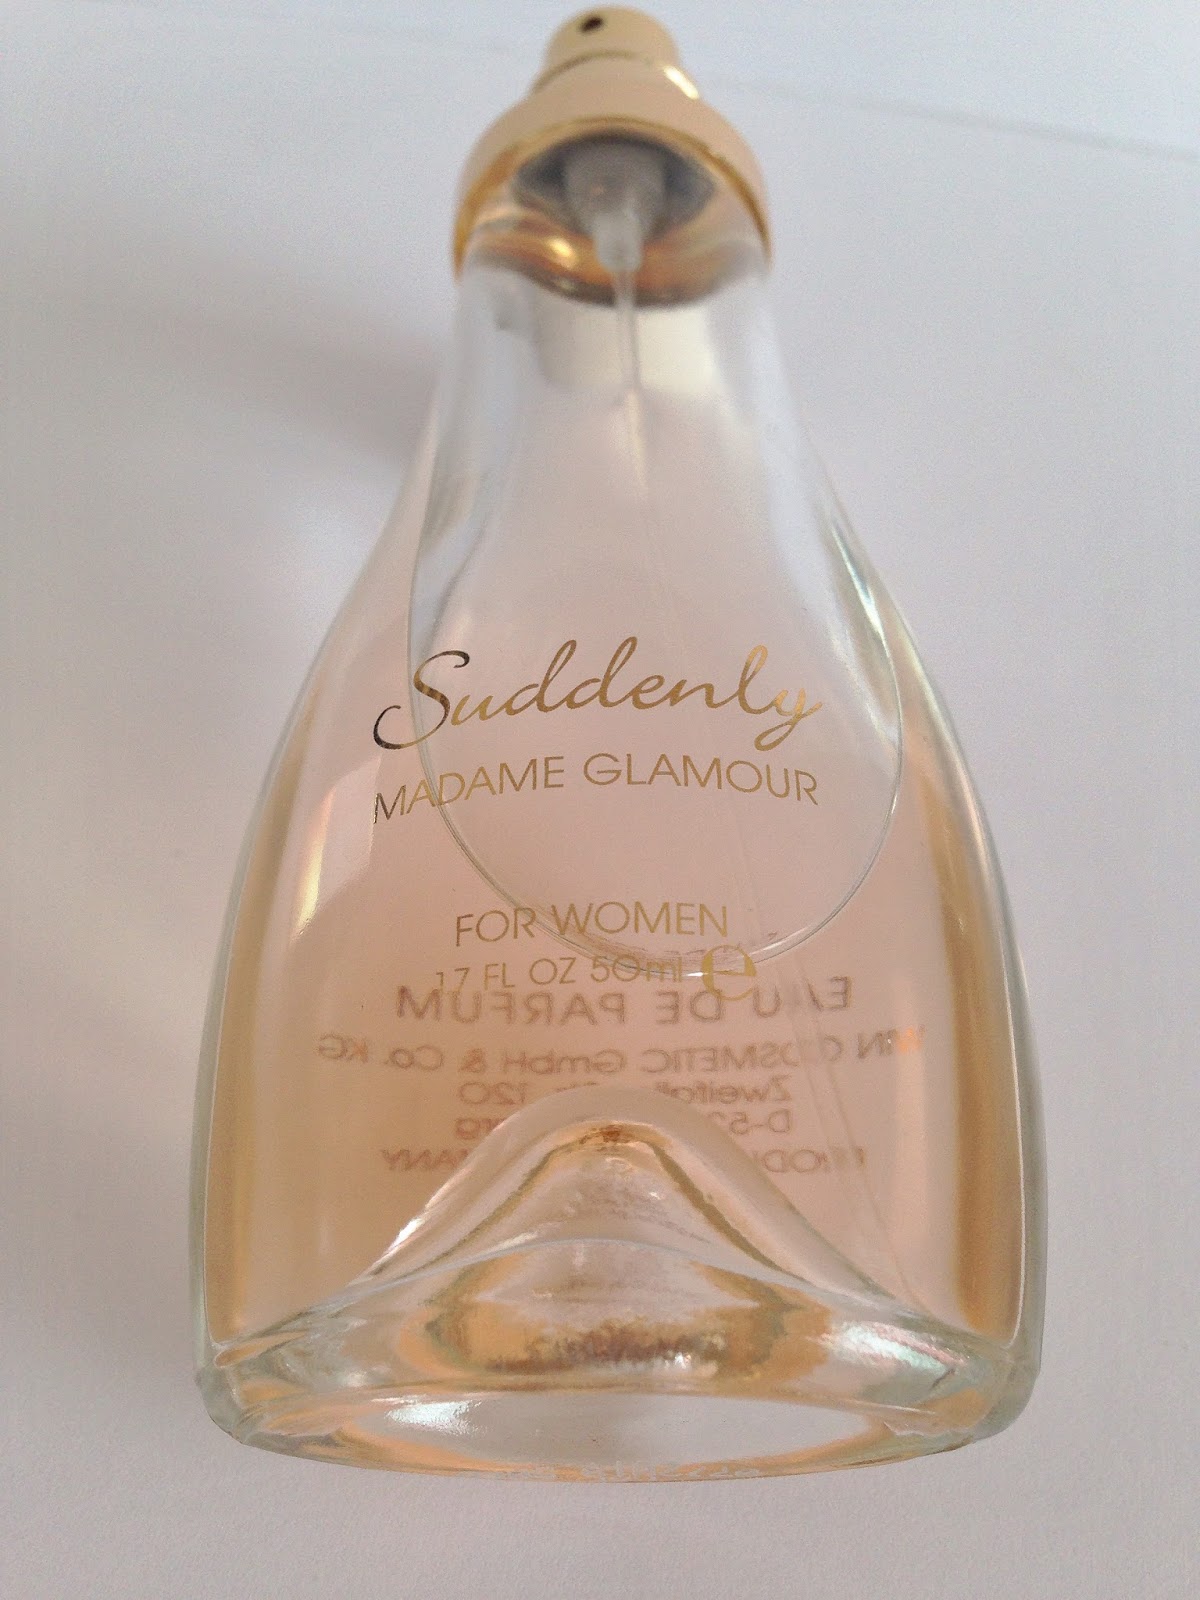 Suddenly
MADAME GLAMOUR
FOR WOMEN
1.7 FL OZ 50ml e
EAU DE PARFUM
COSMETIC GmbH & Co. KG
120